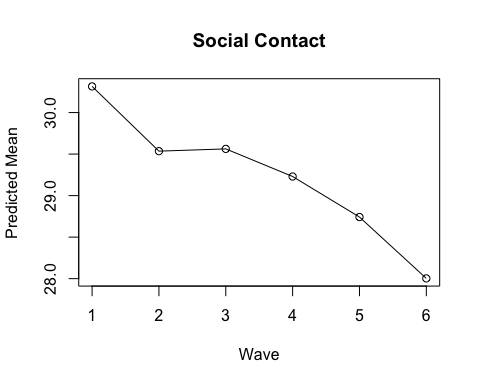 Social Contact
Predicted Mean
30.0
29.0
28.0
1 2 3 4 5 6
Wave